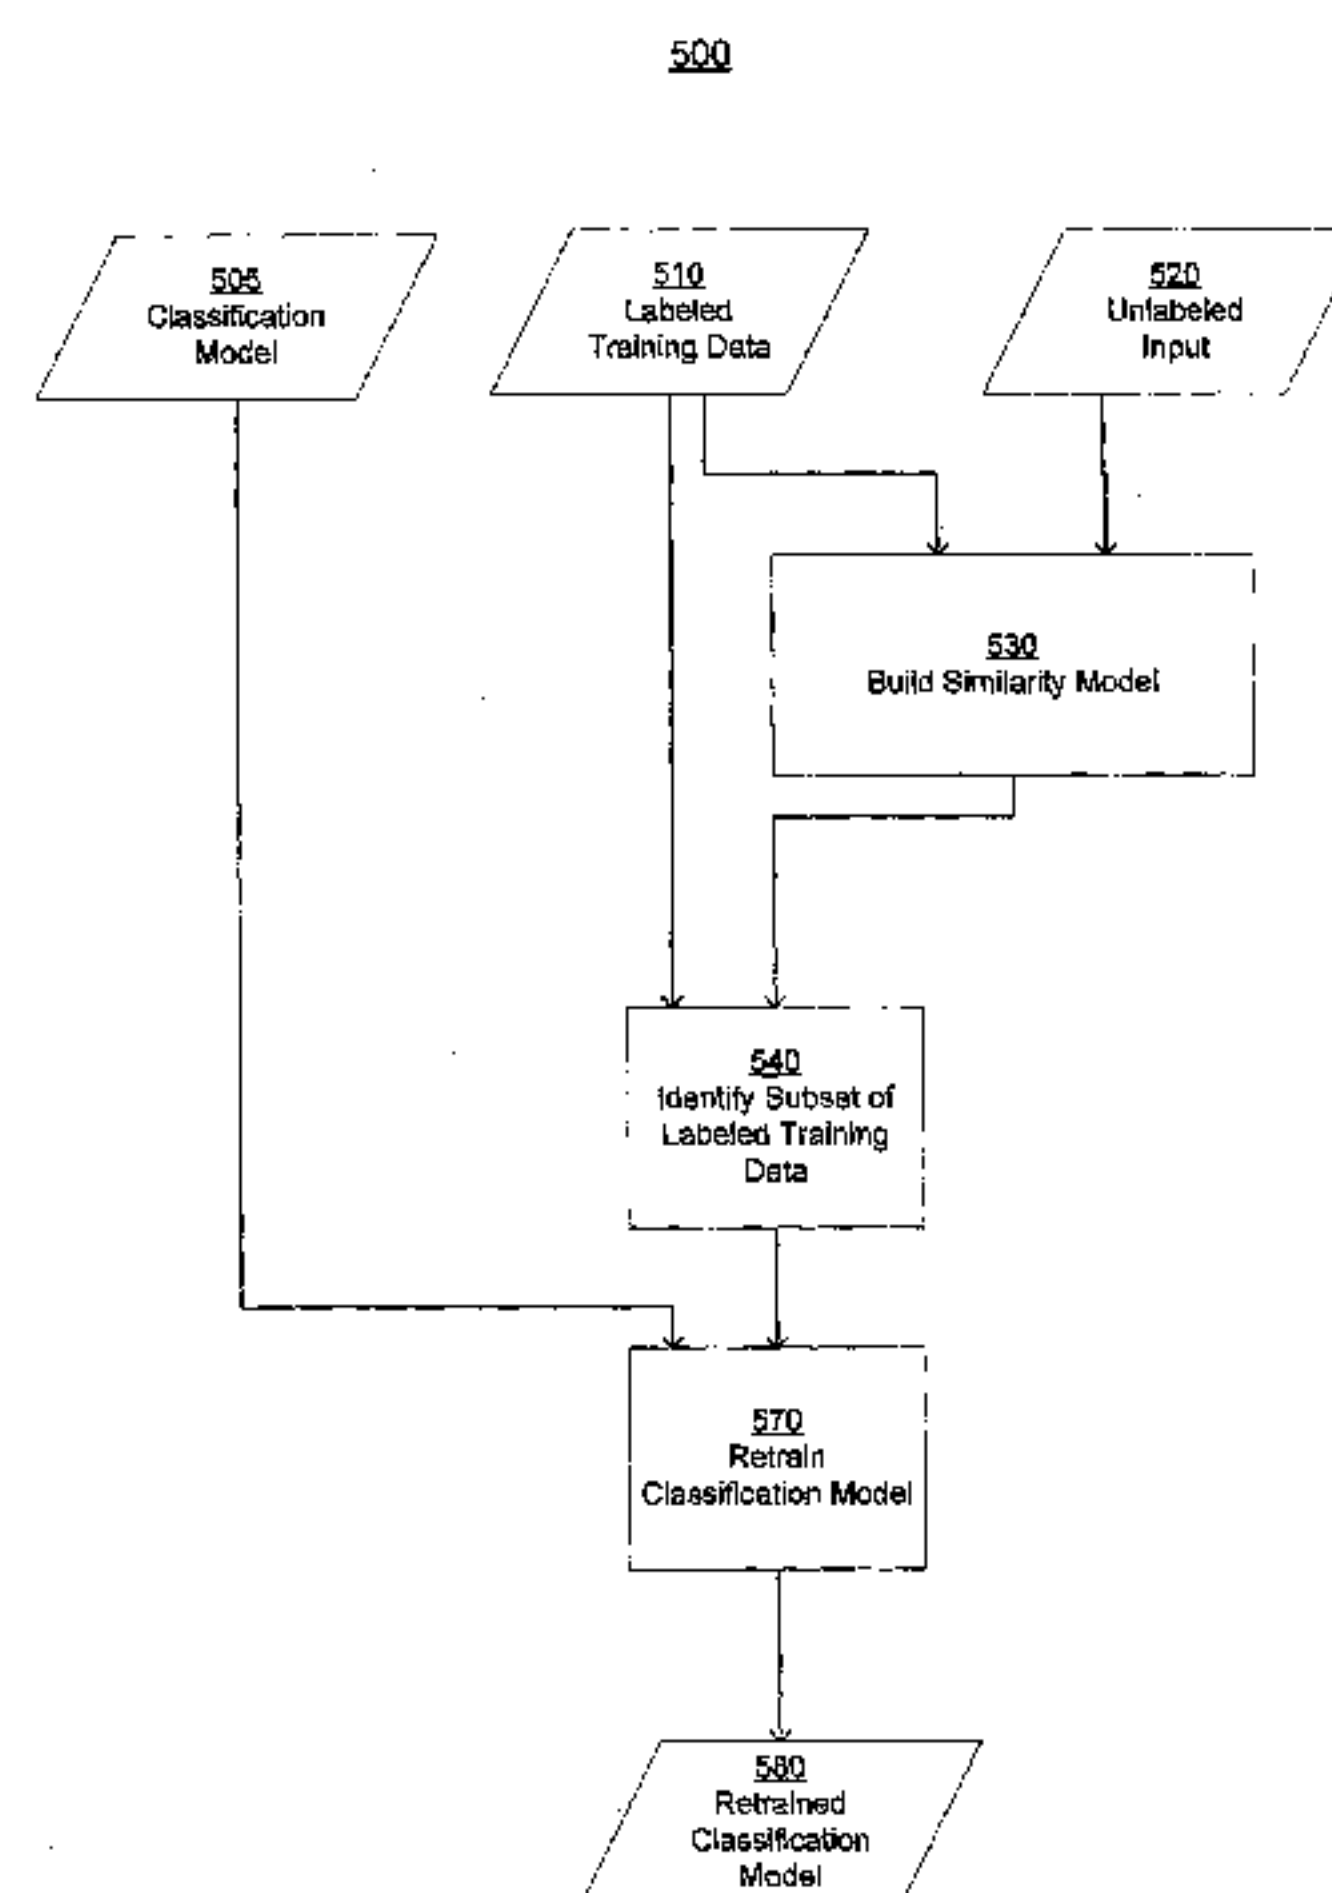 500
505
Classification
Model
510
Labeled
Training Data
520
Unlabeled
Input
530
Build Similarity Model
540
Identify Subset of
Labeled Training
Data
570
Retrain
Classification Model
580
Retrained
Classification
Model